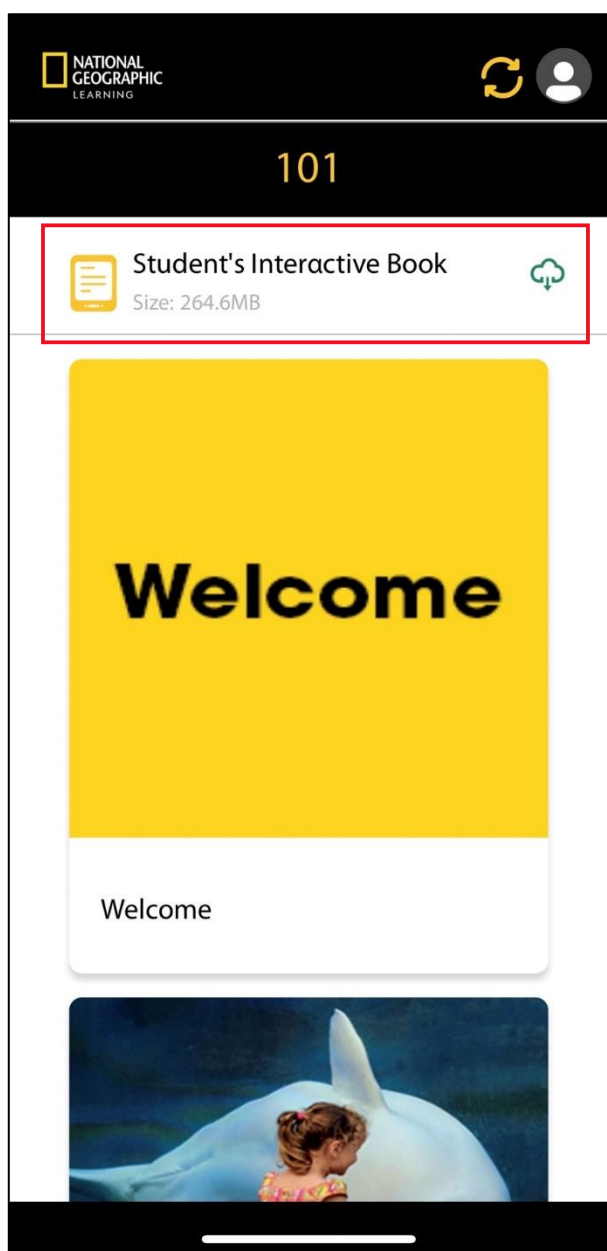 NATIONAL
GEOGRAPHIC
LEARNING
101
Student's Interactive Book
Size: 264.6MB
Welcome
Welcome